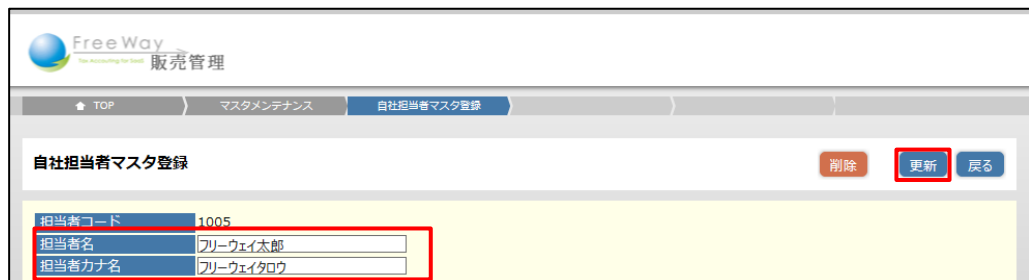 FreeWay
Tax Accounting for SaaS
販売管理
TOP
マスタメンテナンス
自社担当者マスタ登録
自社担当者マスタ登録
削除
更新
戻る
担当者コード 1005
担当者名 フリーウェイ太郎
担当者カナ名 フリーウェイタロウ